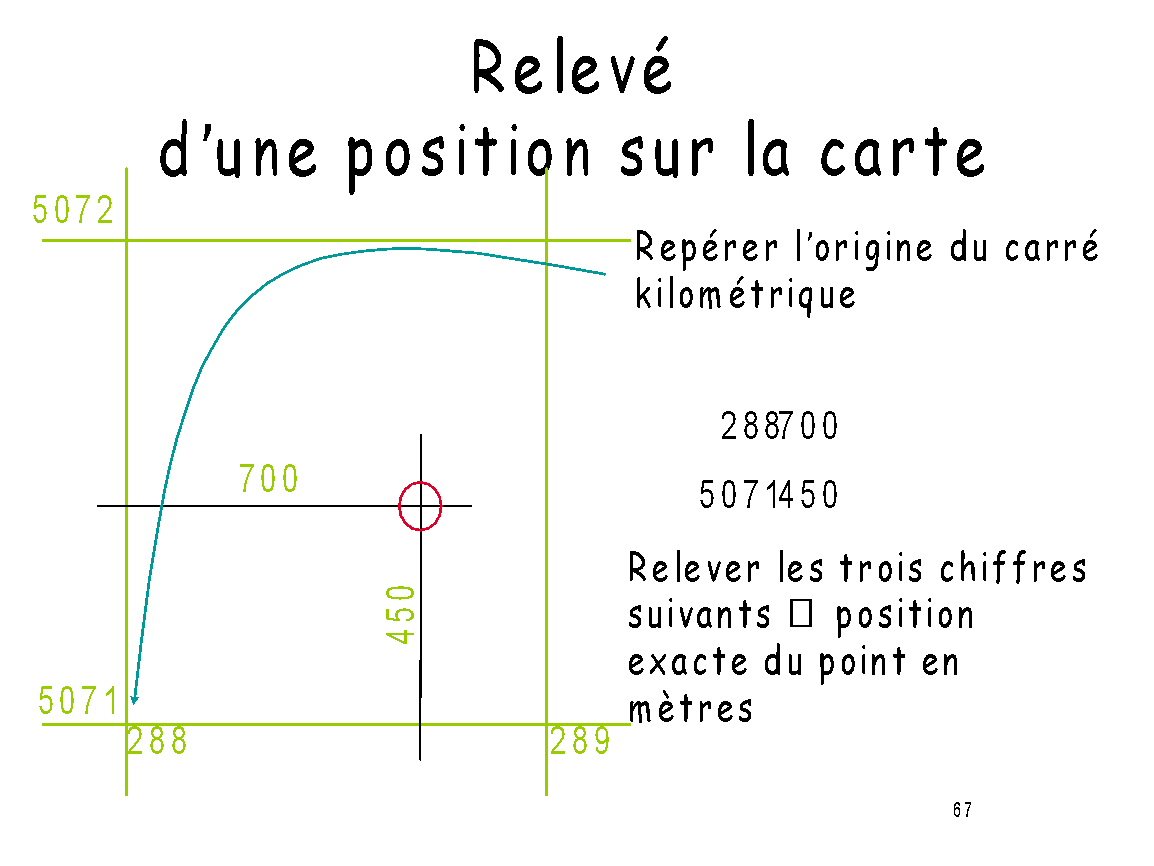 Relevé
d'une position sur la carte
5072
Repérer l'origine du carré
kilométrique
288700
700
5071450
Relever les trois chiffres
suivants □ position
exacte du point en
mètres
450
5071
288
289
67